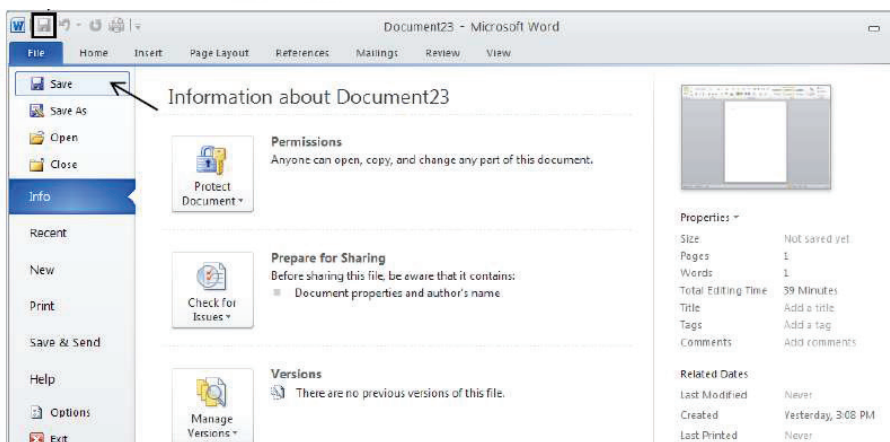 W
Document23 - Microsoft Word
File Home Insert Page Layout References Mailings Review View
Save
Save As
Open
Close
Info
Recent
New
Print
Save & Send
Help
Options
Exit
Information about Document23
Protect
Document
Permissions
Anyone can open, copy, and change any part of this document.
Check for
Issues
Prepare for Sharing
Before sharing this file, be aware that it contains:
Document properties and author's name
Manage
Versions
Versions
There are no previous versions of this file.
Properties
Size Not saved yet
Pages 1
Words 1
Total Editing Time 39 Minutes
Title Add a title
Tags Add a tag
Comments Add comments
Related Dates
Last Modified Never
Created Yesterday, 3:08 PM
Last Printed Never